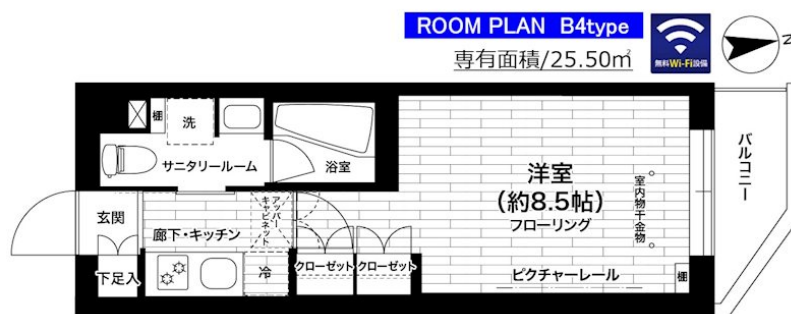 ROOM PLAN B4type
専有面積/25.50㎡
無料Wi-Fi設備
N
棚
洗
サニタリールーム
浴室
玄関
廊下・キッチン
アッパー
キャビネット
下足入
冷
クローゼット
クローゼット
洋室
(約8.5帖)
フローリング
室内物干金物
ピクチャーレール
棚
バルコニー